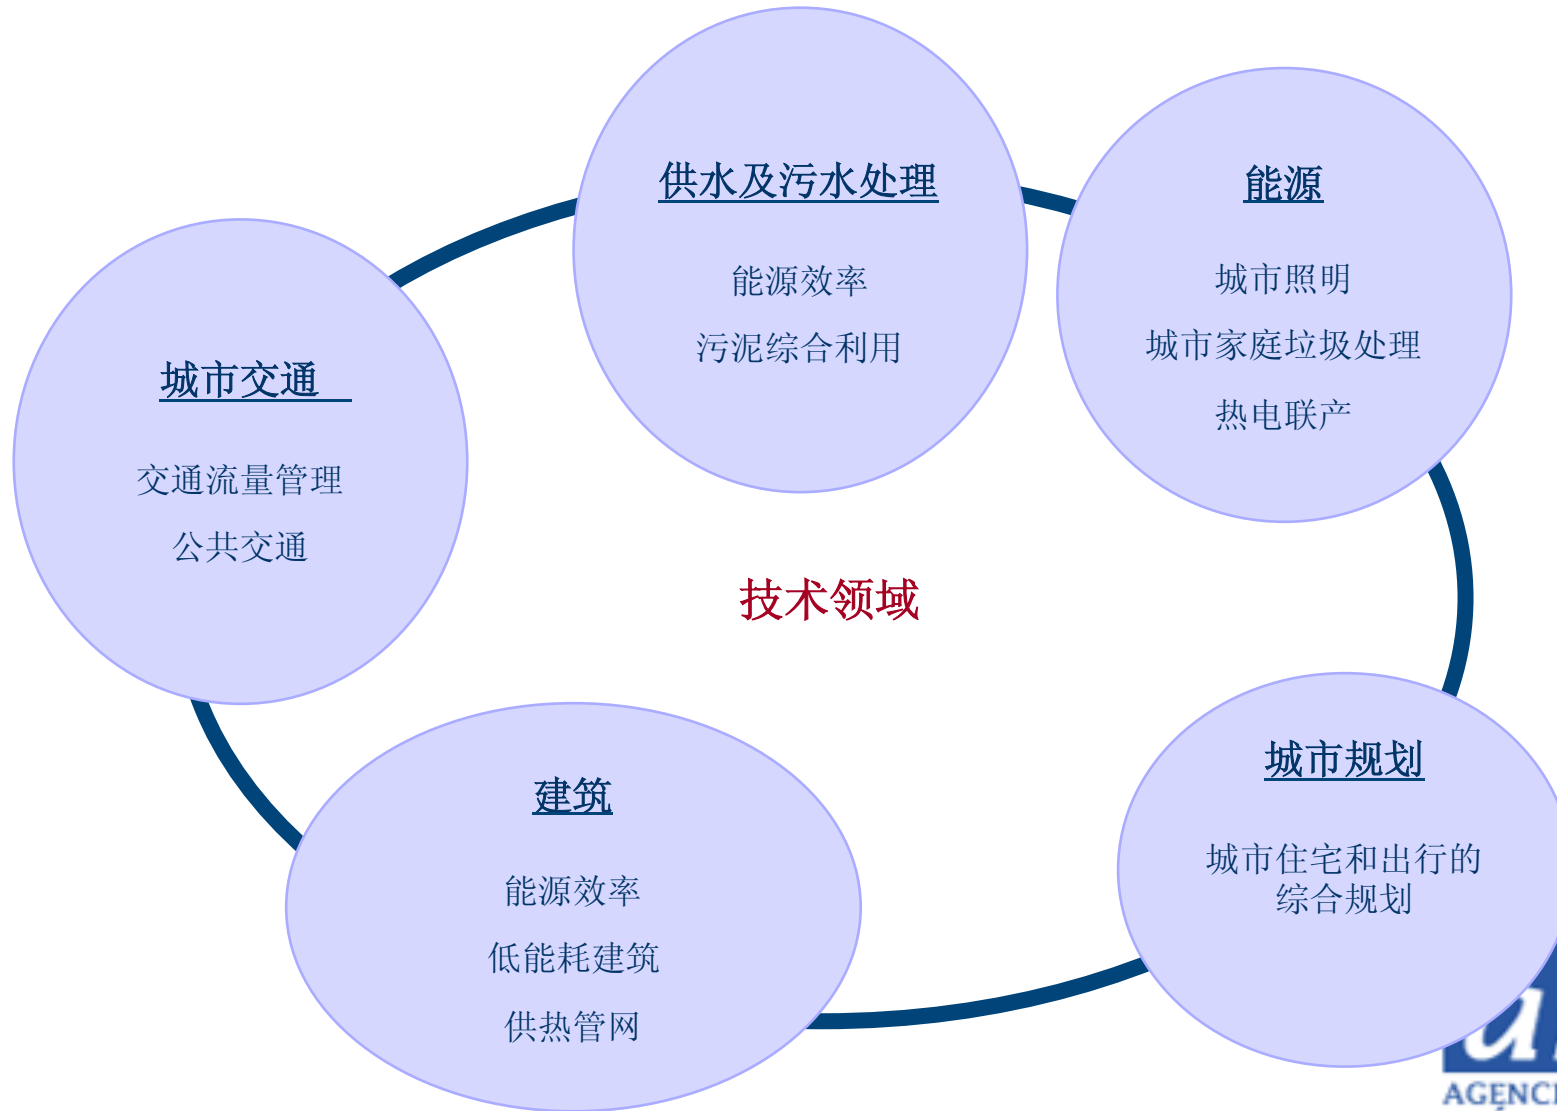 供水及污水处理
能源效率
污泥综合利用
能源
城市照明
城市家庭垃圾处理
热电联产
城市交通
交通流量管理
公共交通
技术领域
建筑
能源效率
低能耗建筑
供热管网
城市规划
城市住宅和出行的
综合规划